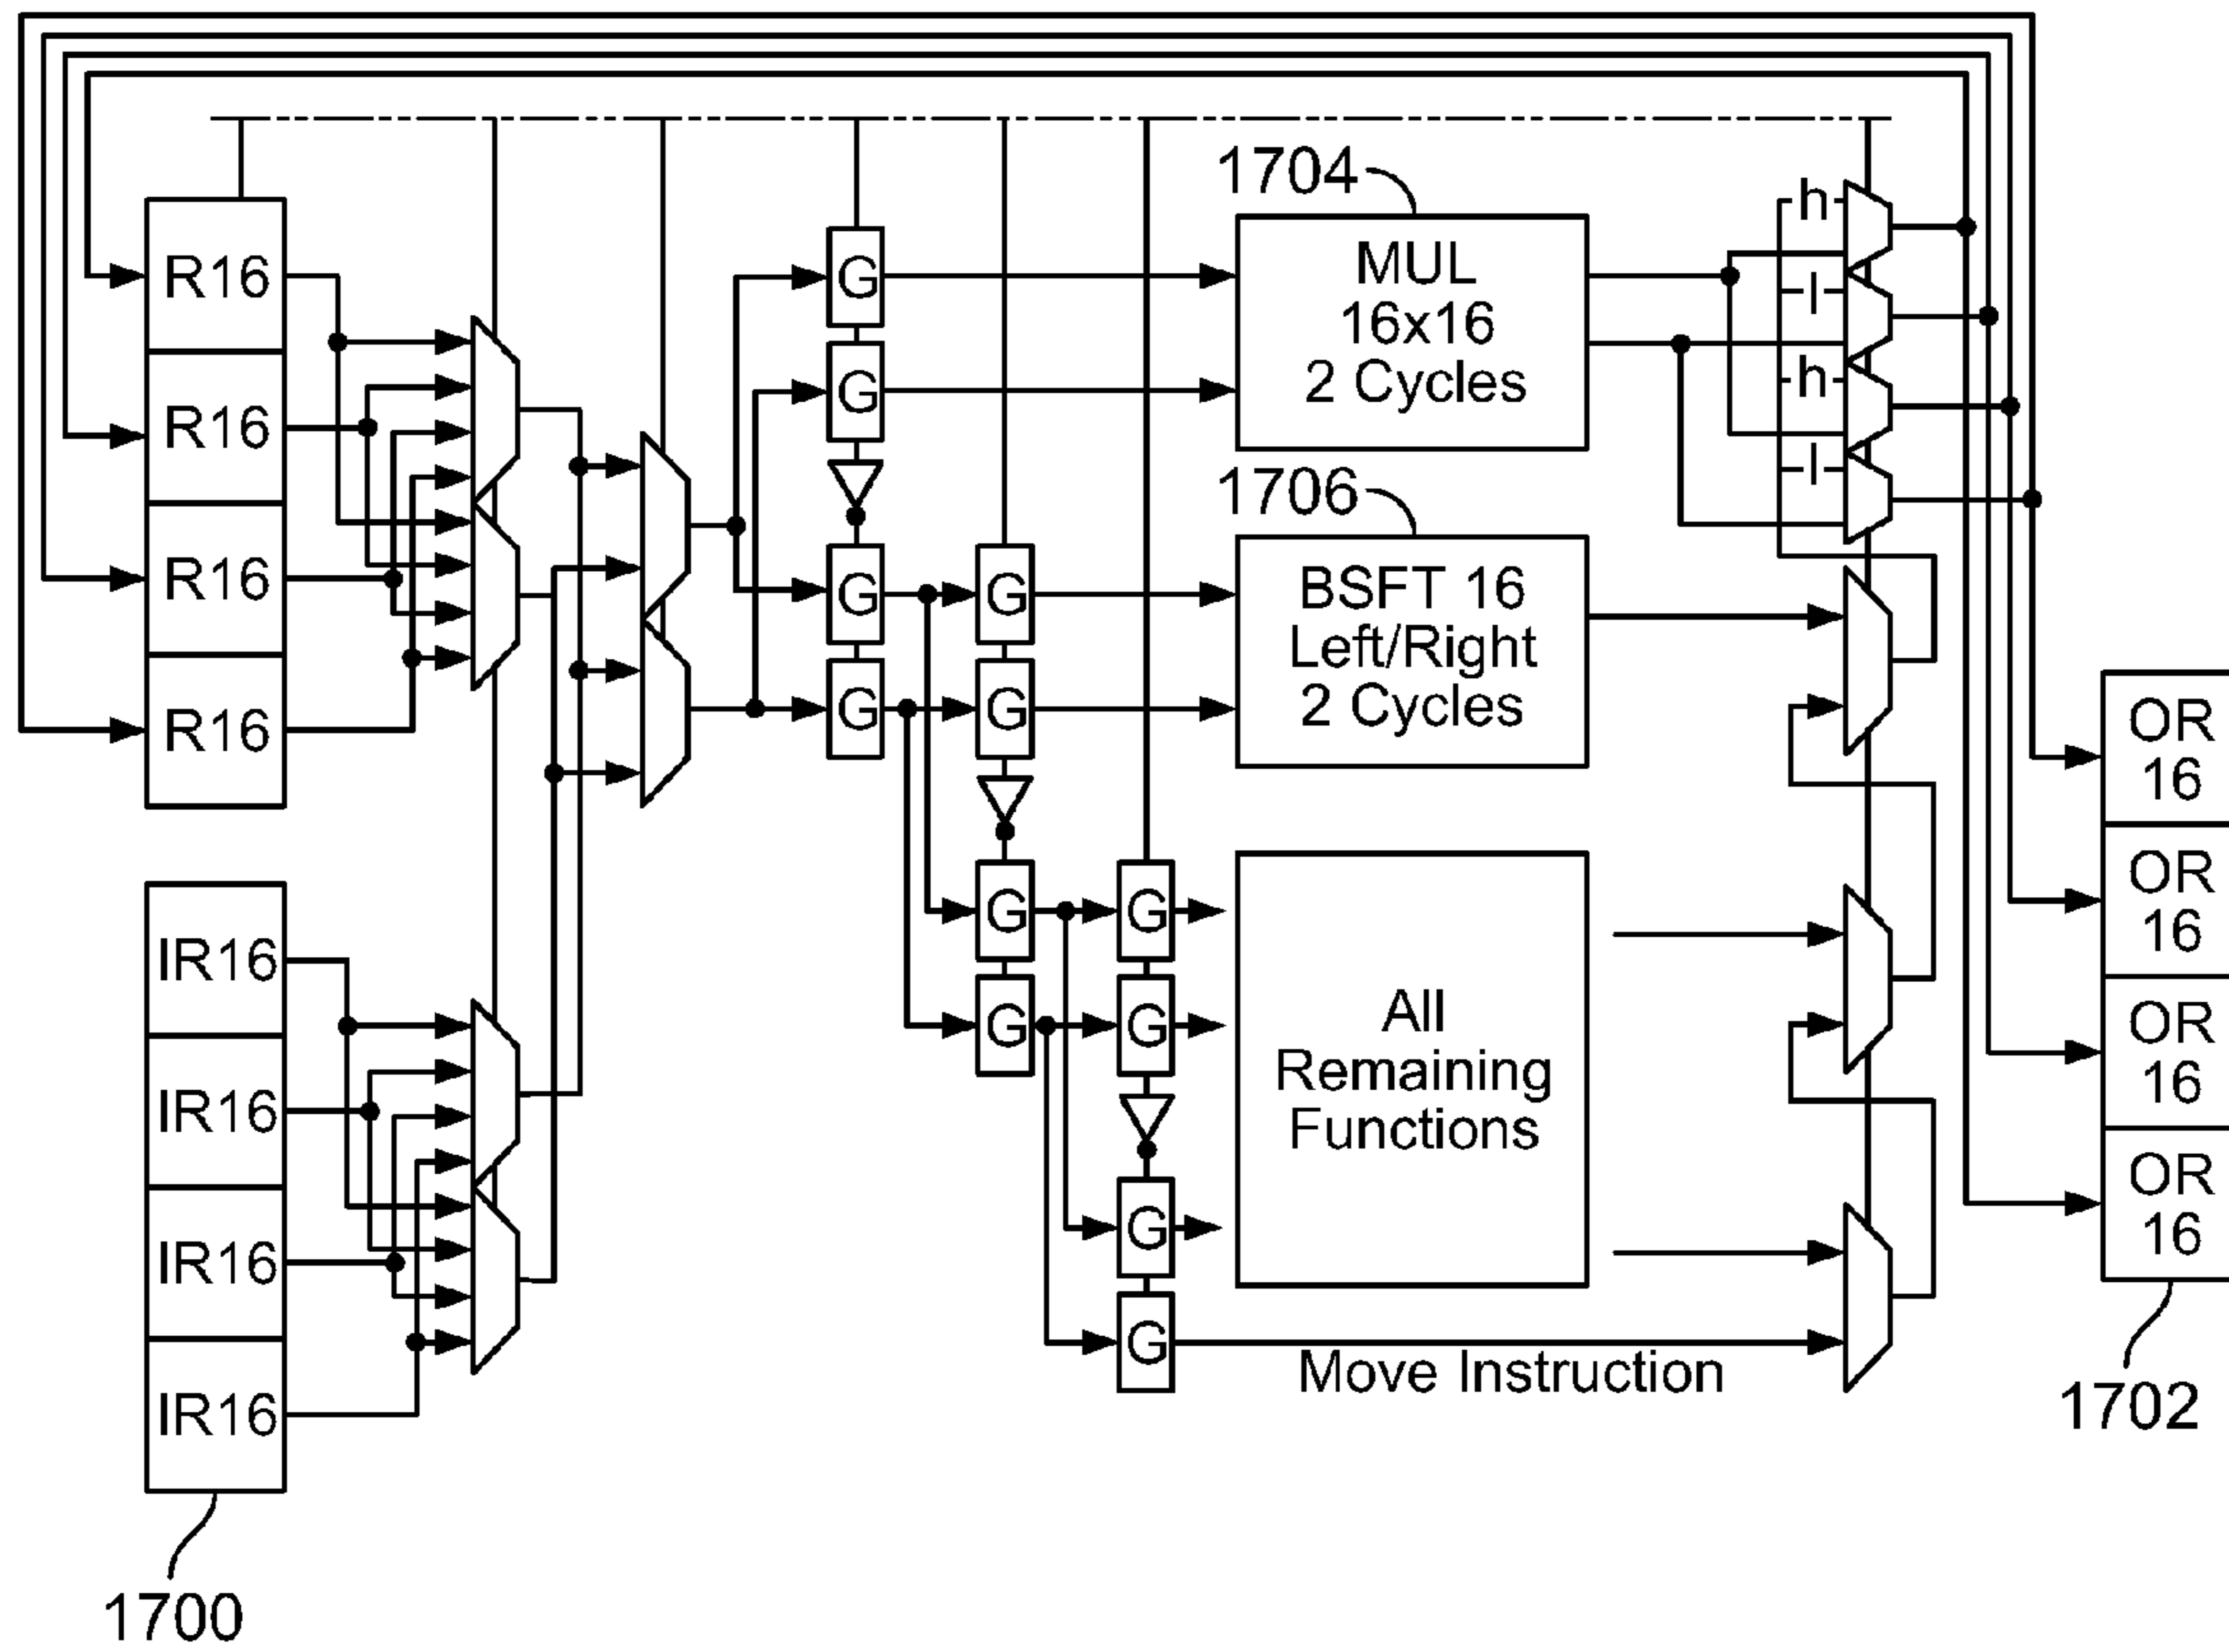 1704
R16
R16
R16
R16
G
G
G
G
G
G
MUL
16x16
2 Cycles
h
l
h
l
1706
BSFT 16
Left/Right
2 Cycles
OR
16
OR
16
OR
16
OR
16
1702
IR16
IR16
IR16
IR16
1700
G
G
G
G
G
G
All
Remaining
Functions
Move Instruction